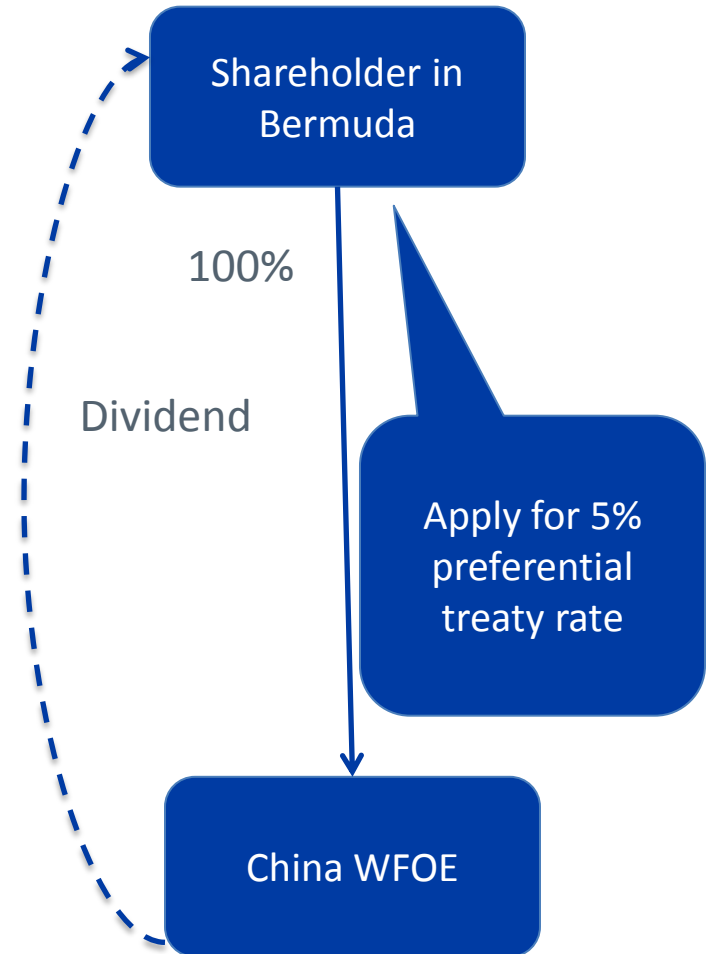 Shareholder in
Bermuda
100%
Dividend
Apply for 5%
preferential
treaty rate
China WFOE